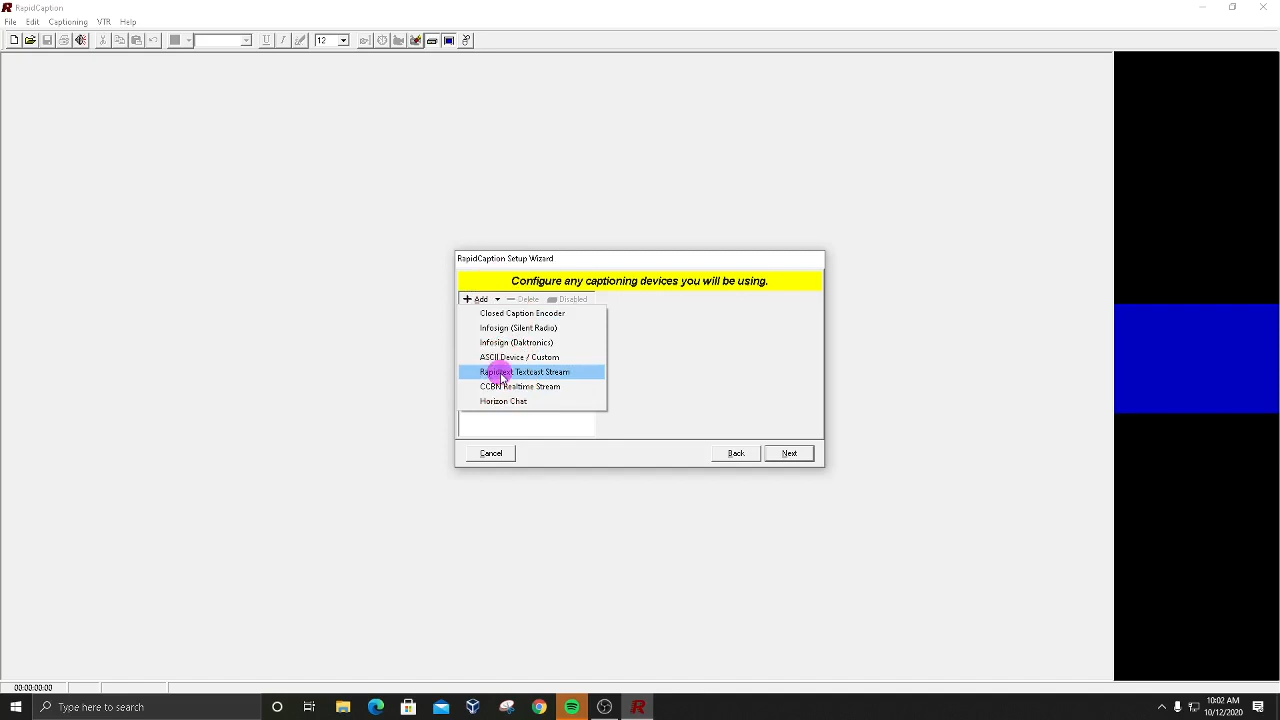 RapidCaption
File Edit Captioning VTR Help
U I 12
RapidCaption Setup Wizard
Configure any captioning devices you will be using.
Add Delete Disabled
Closed Caption Encoder
Infosign (Silent Radio)
Infosign (Daktronics)
ASCII Device / Custom
Rapidtext Textcast Stream
CCBN Realtime Stream
Horizon Chat
Cancel Back Next
00:00:00:00
Type here to search
R
10:02 AM
10/12/2020